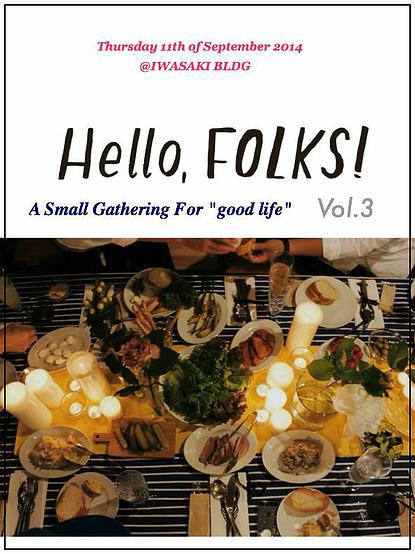 Thursday 11th of September 2014
@IWASAKI BLDG
Hello, FOLKS!
A Small Gathering For "good life" Vol.3